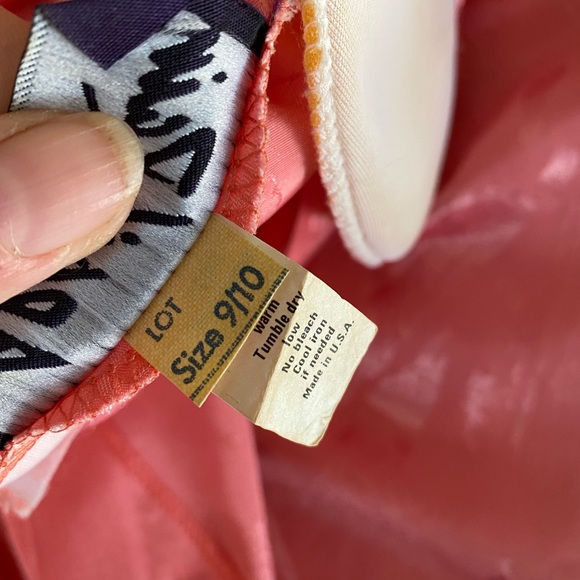 LOT
Size 9/10
warm
Tumble dry
low
No bleach
Cool iron
if needed
Made in U.S.A.